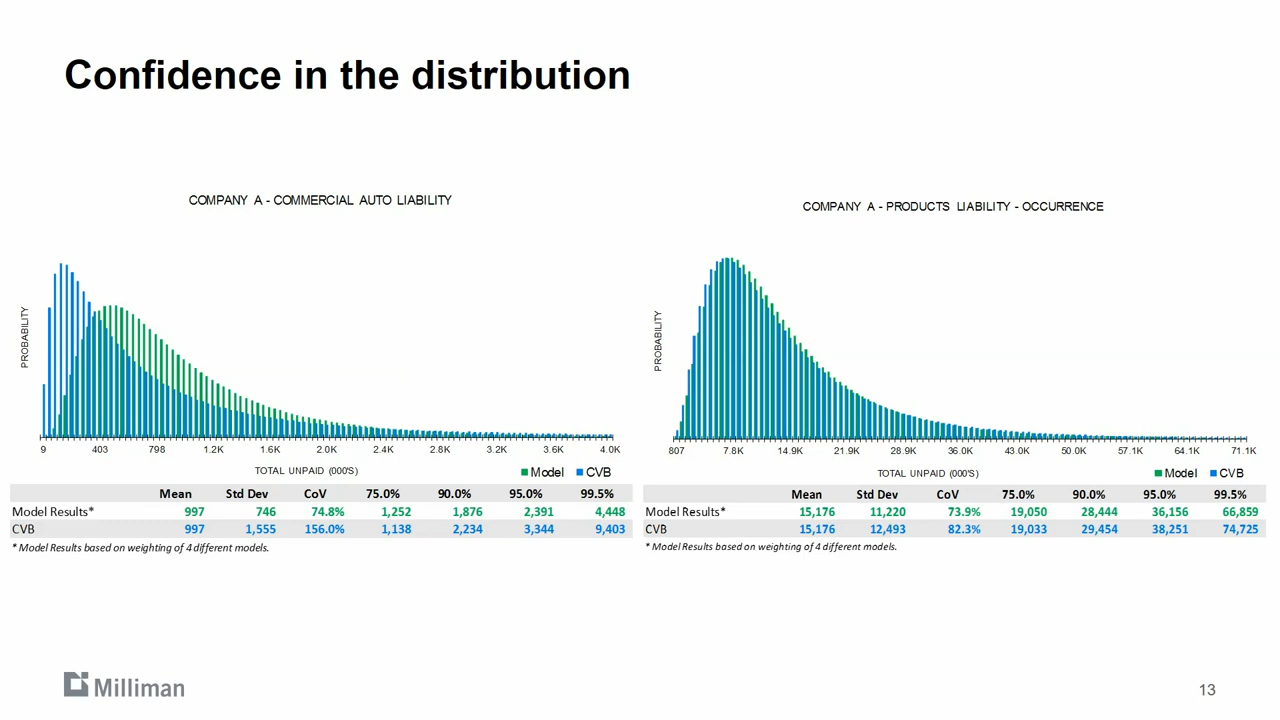 Confidence in the distribution
COMPANY A - COMMERCIAL AUTO LIABILITY
PROBABILITY
9 403 798 1.2K 1.6K 2.0K 2.4K 2.8K 3.2K 3.6K 4.0K
TOTAL UNPAID (000'S)
Model CVB
Mean Std Dev CoV 75.0% 90.0% 95.0% 99.5%
Model Results* 997 746 74.8% 1,252 1,876 2,391 4,448
CVB 997 1,555 156.0% 1,138 2,234 3,344 9,403
* Model Results based on weighting of 4 different models.
COMPANY A - PRODUCTS LIABILITY - OCCURRENCE
PROBABILITY
807 7.8K 14.9K 21.9K 28.9K 36.0K 43.0K 50.0K 57.1K 64.1K 71.1K
TOTAL UNPAID (000'S)
Model CVB
Mean Std Dev CoV 75.0% 90.0% 95.0% 99.5%
Model Results* 15,176 11,220 73.9% 19,050 28,444 36,156 66,859
CVB 15,176 12,493 82.3% 19,033 29,454 38,251 74,725
* Model Results based on weighting of 4 different models.
Milliman
13